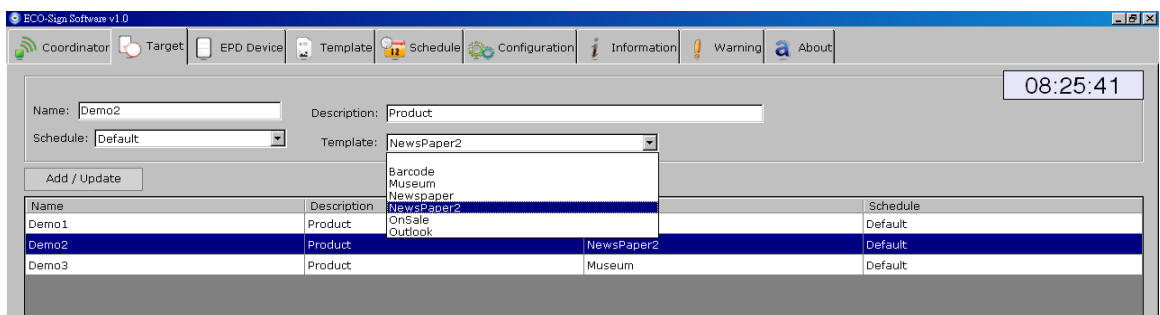 ECO-Sign Software v1.0
Coordinator Target EPD Device Template Schedule Configuration Information Warning About
08:25:41
Name: Demo2 Description: Product
Schedule: Default Template: NewsPaper2
Barcode
Museum
Newspaper
NewsPaper2
OnSale
Outlook
Add / Update
Name Description Schedule
Demo1 Product Default
Demo2 Product NewsPaper2 Default
Demo3 Product Museum Default